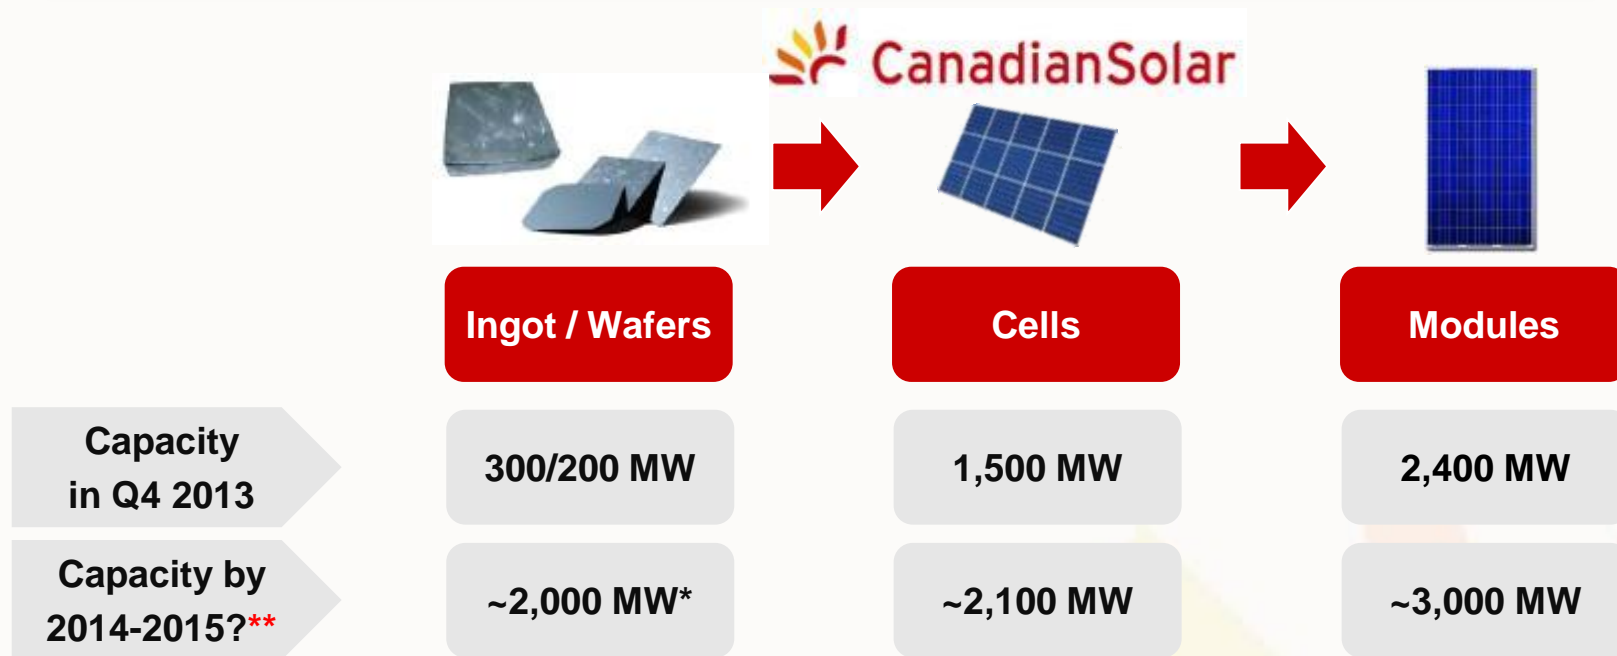 CanadianSolar
Ingot / Wafers
Cells
Modules
Capacity
in Q4 2013
300/200 MW
1,500 MW
2,400 MW
Capacity by
2014-2015?**
~2,000 MW*
~2,100 MW
~3,000 MW